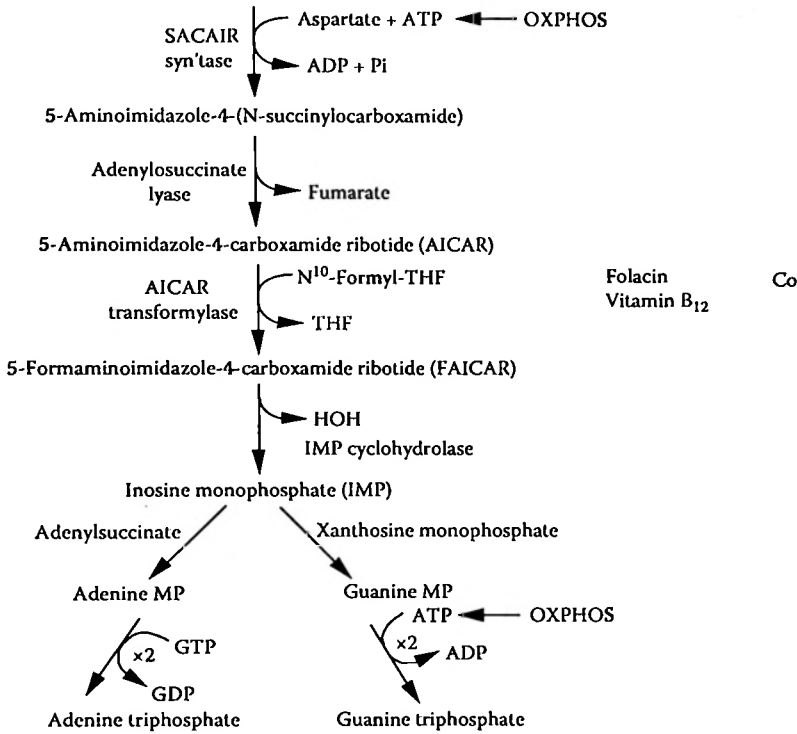 Aspartate + ATP OXPHOS
SACAIR
syn'tase
ADP + Pi
5-Aminoimidazole-4-(N-succinylocarboxamide)
Adenylosuccinate
lyase
Fumarate
5-Aminoimidazole-4-carboxamide ribotide (AICAR)
N¹⁰-Formyl-THF
AICAR
transformylase
THF
Folacin
Vitamin B₁₂
Co
5-Formaminoimidazole-4-carboxamide ribotide (FAICAR)
HOH
IMP cyclohydrolase
Inosine monophosphate (IMP)
Adenylsuccinate
Xanthosine monophosphate
Adenine MP
Guanine MP
ATP OXPHOS
×2
GTP
×2
ADP
GDP
Adenine triphosphate
Guanine triphosphate